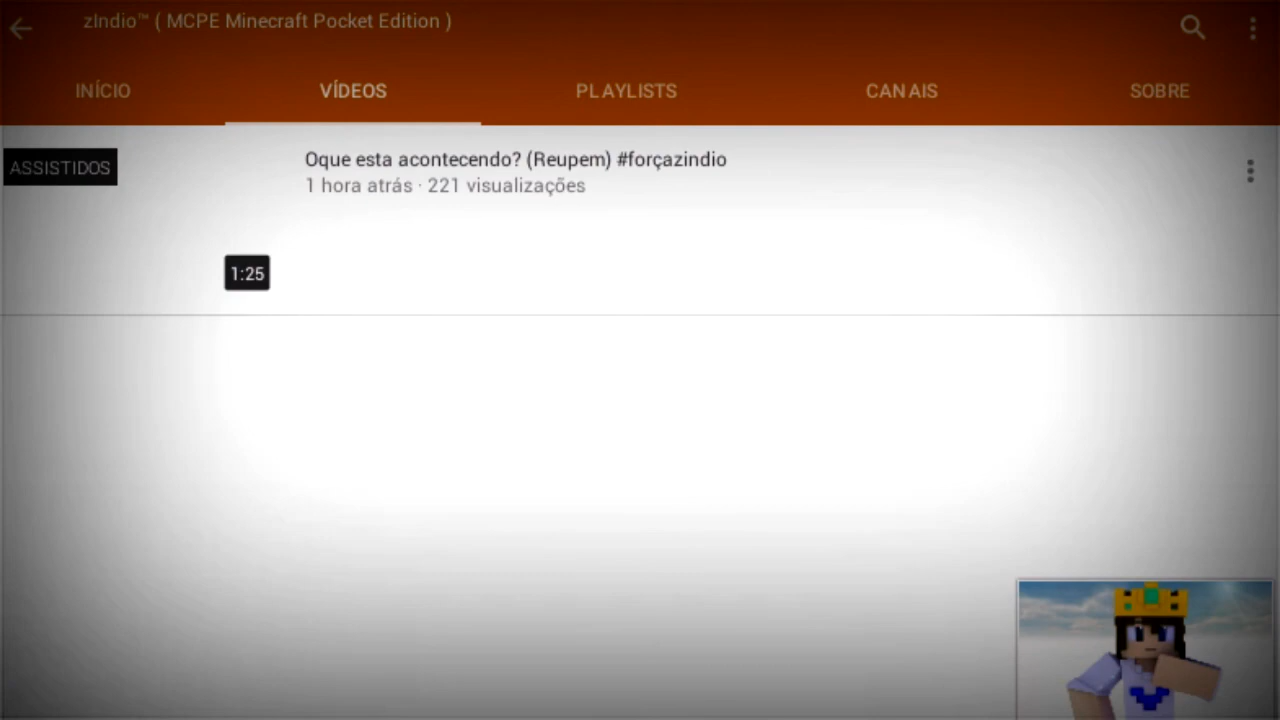 zIndio™ ( MCPE Minecraft Pocket Edition )
INÍCIO VÍDEOS PLAYLISTS CANAIS SOBRE
ASSISTIDOS
Oque esta acontecendo? (Reupem) #forçazindio
1 hora atrás · 221 visualizações
1:25